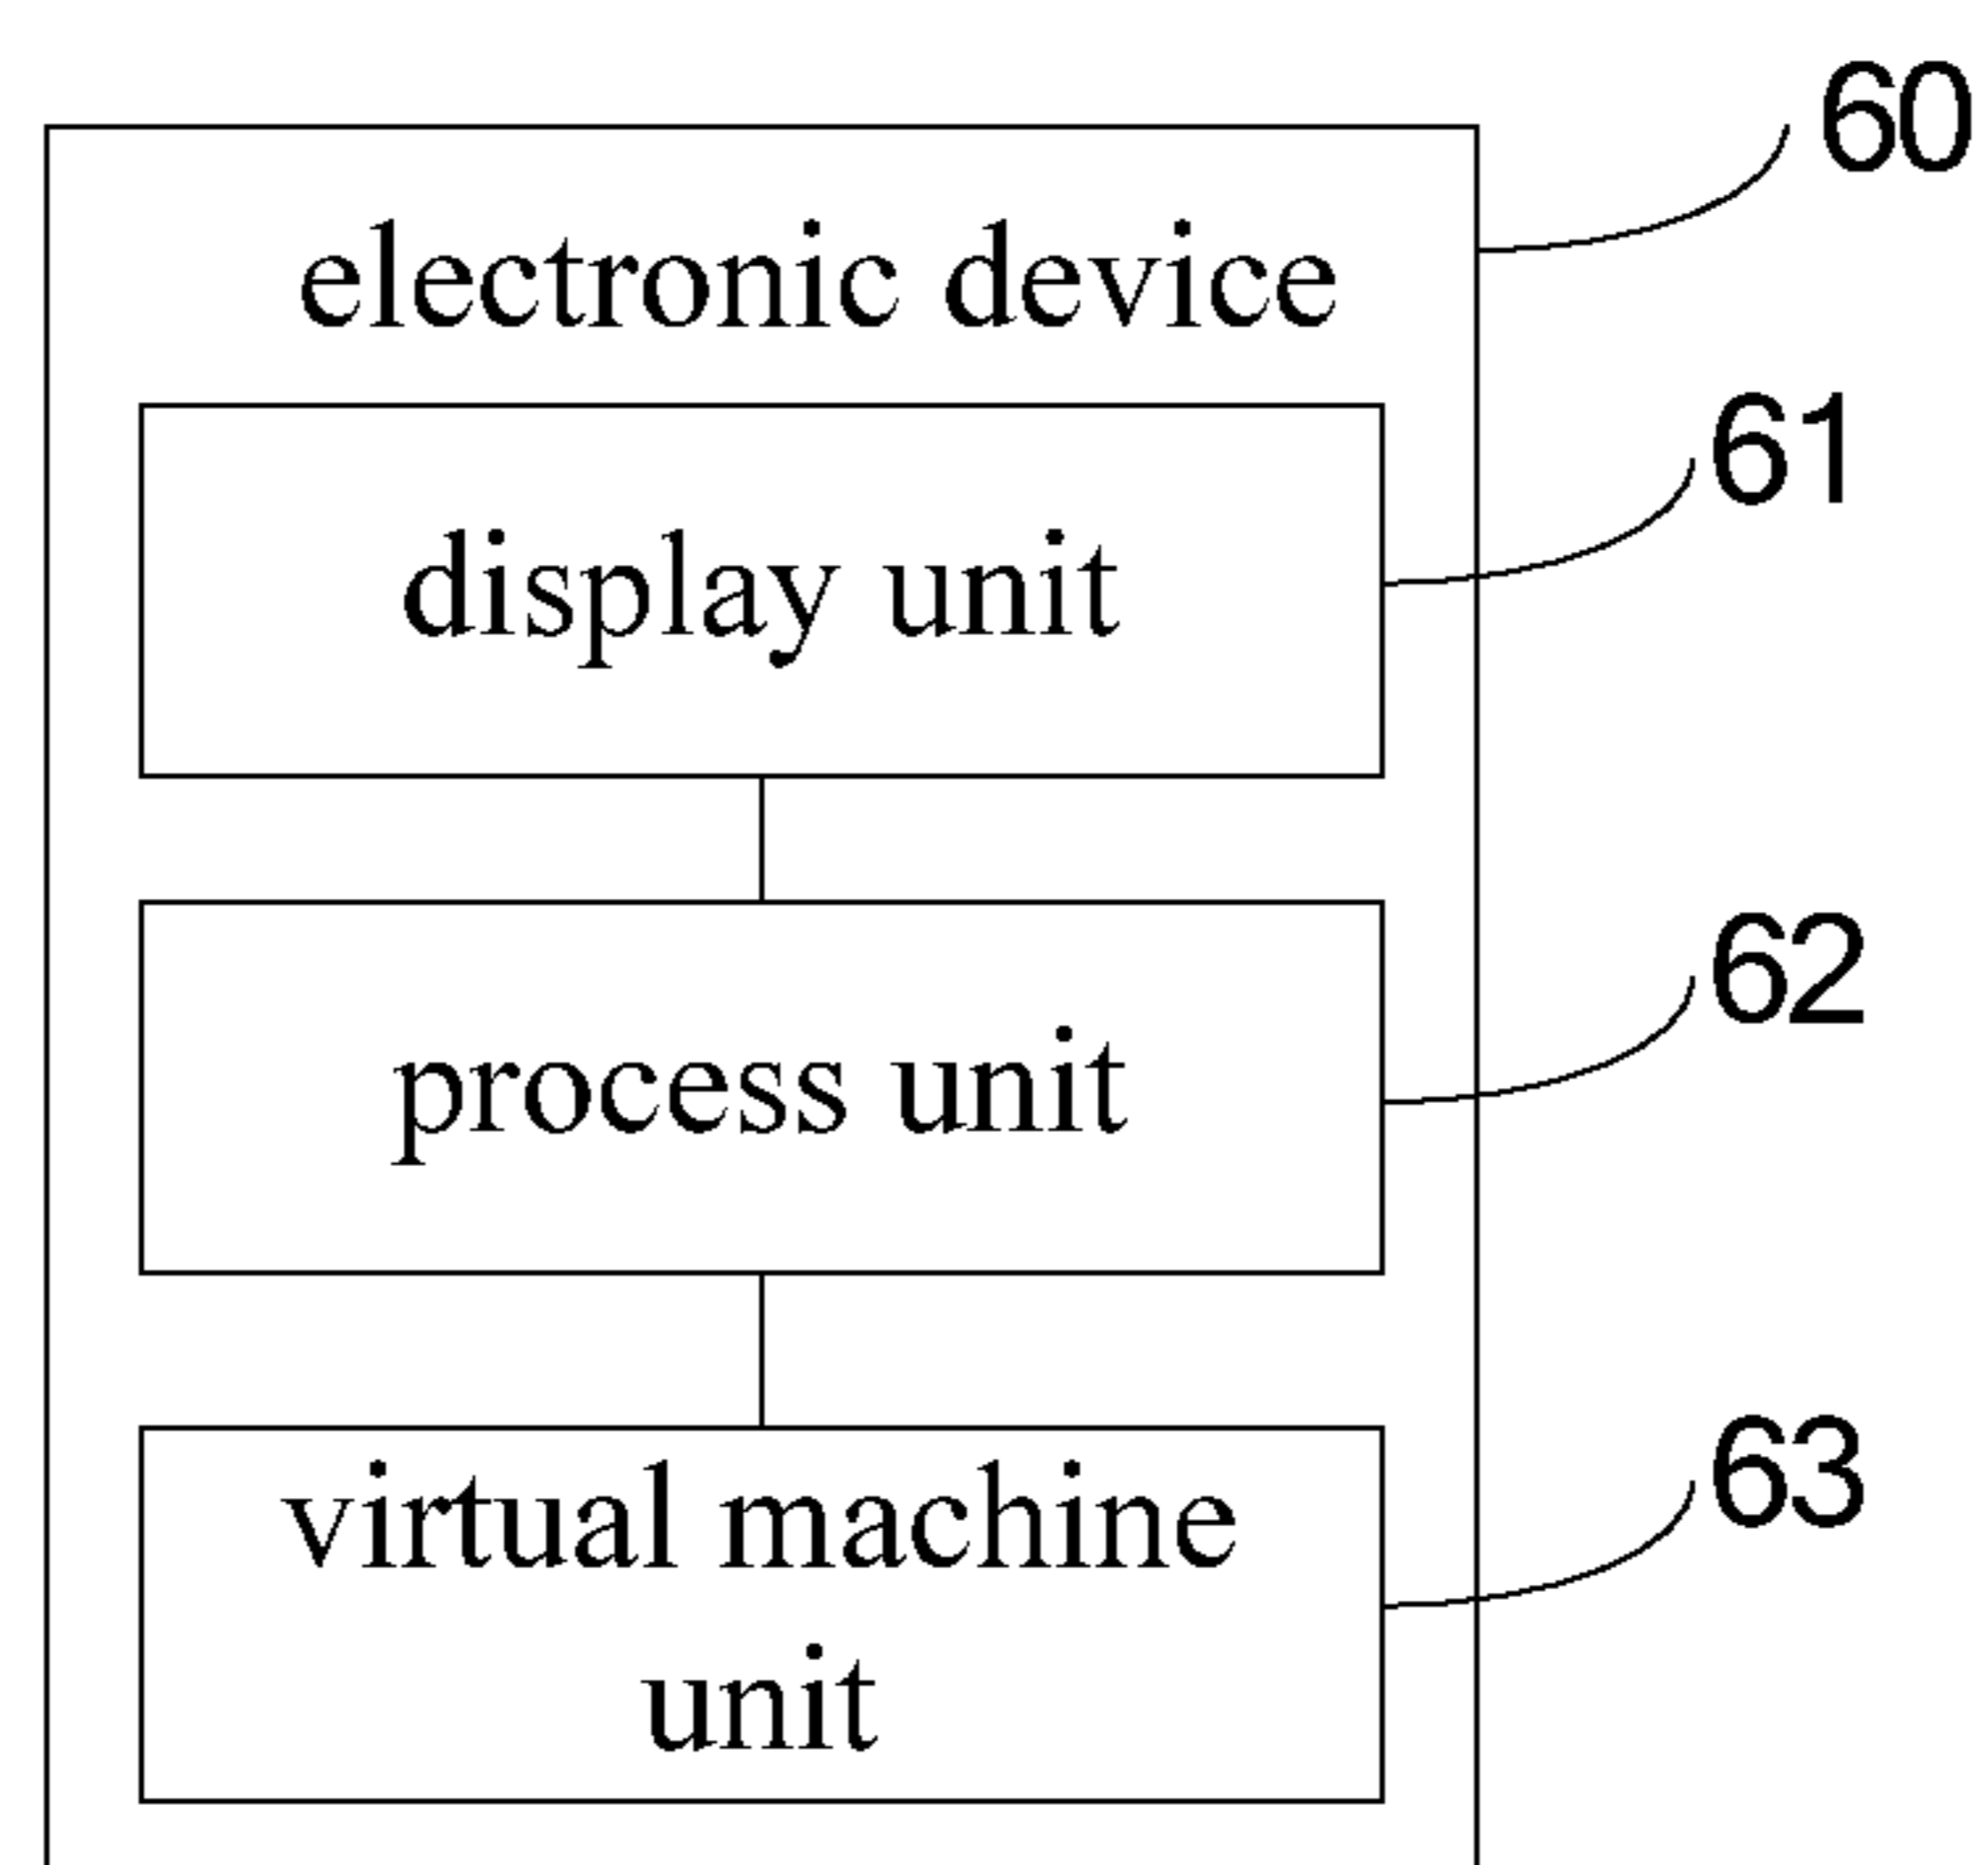 60
electronic device
61
display unit
62
process unit
63
virtual machine
unit